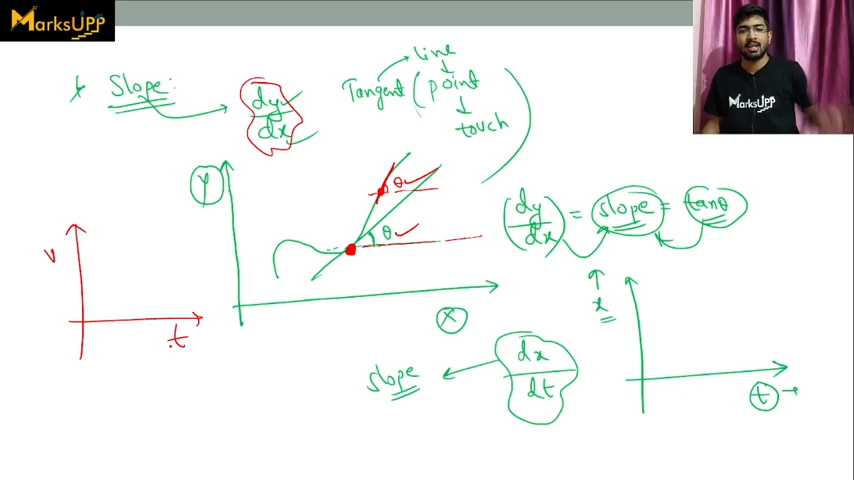 MARKSUPP
* Slope:
dy
dx
line
Tangent ( point
touch
y
θ
θ
x
(dy/dx) = slope = tanθ
v
t
x
t
slope
dx
dt
MARKSUPP